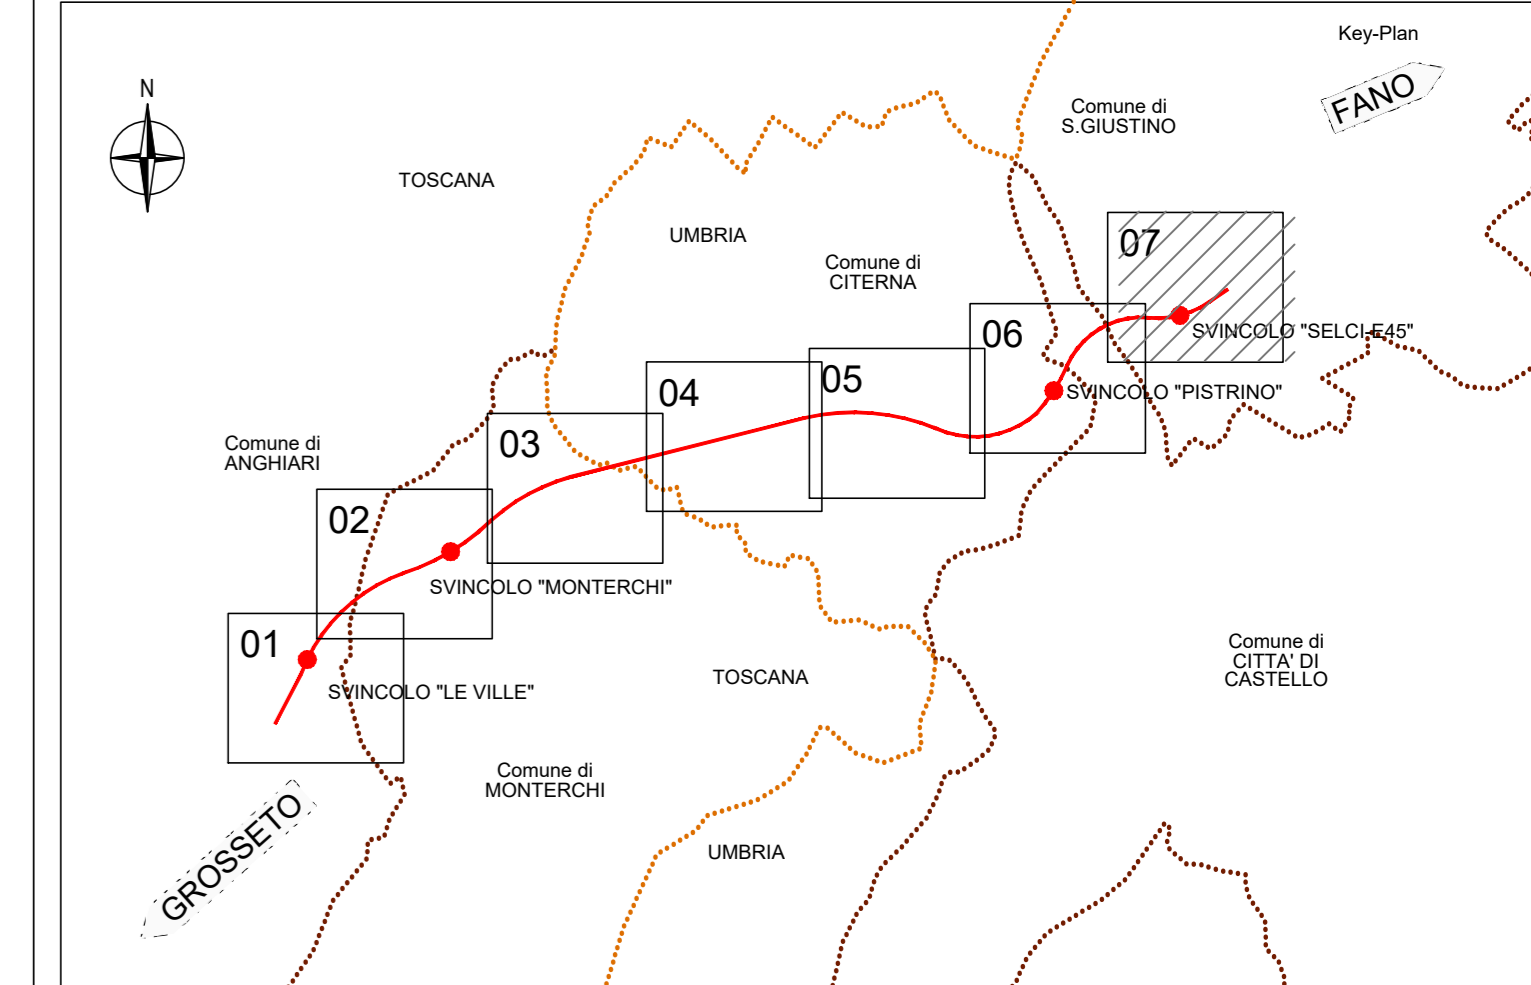 Key-Plan
N
FANO
Comune di
S.GIUSTINO
TOSCANA
UMBRIA
Comune di
CITERNA
07
06
SVINCOLO "SELCI-E45"
05
04
SVINCOLO "PISTRINO"
03
Comune di
ANGHIARI
02
SVINCOLO "MONTERCHI"
01
SVINCOLO "LE VILLE"
TOSCANA
Comune di
CITTA' DI
CASTELLO
Comune di
MONTERCHI
GROSSETO
UMBRIA